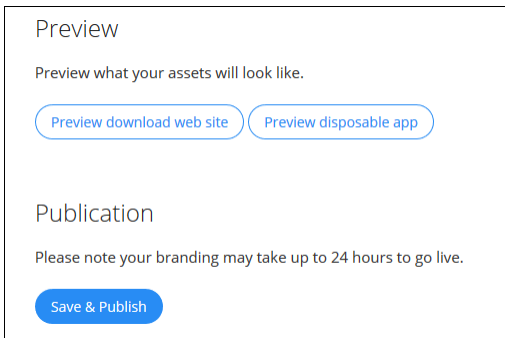 Preview
Preview what your assets will look like.
Preview download web site Preview disposable app
Publication
Please note your branding may take up to 24 hours to go live.
Save & Publish